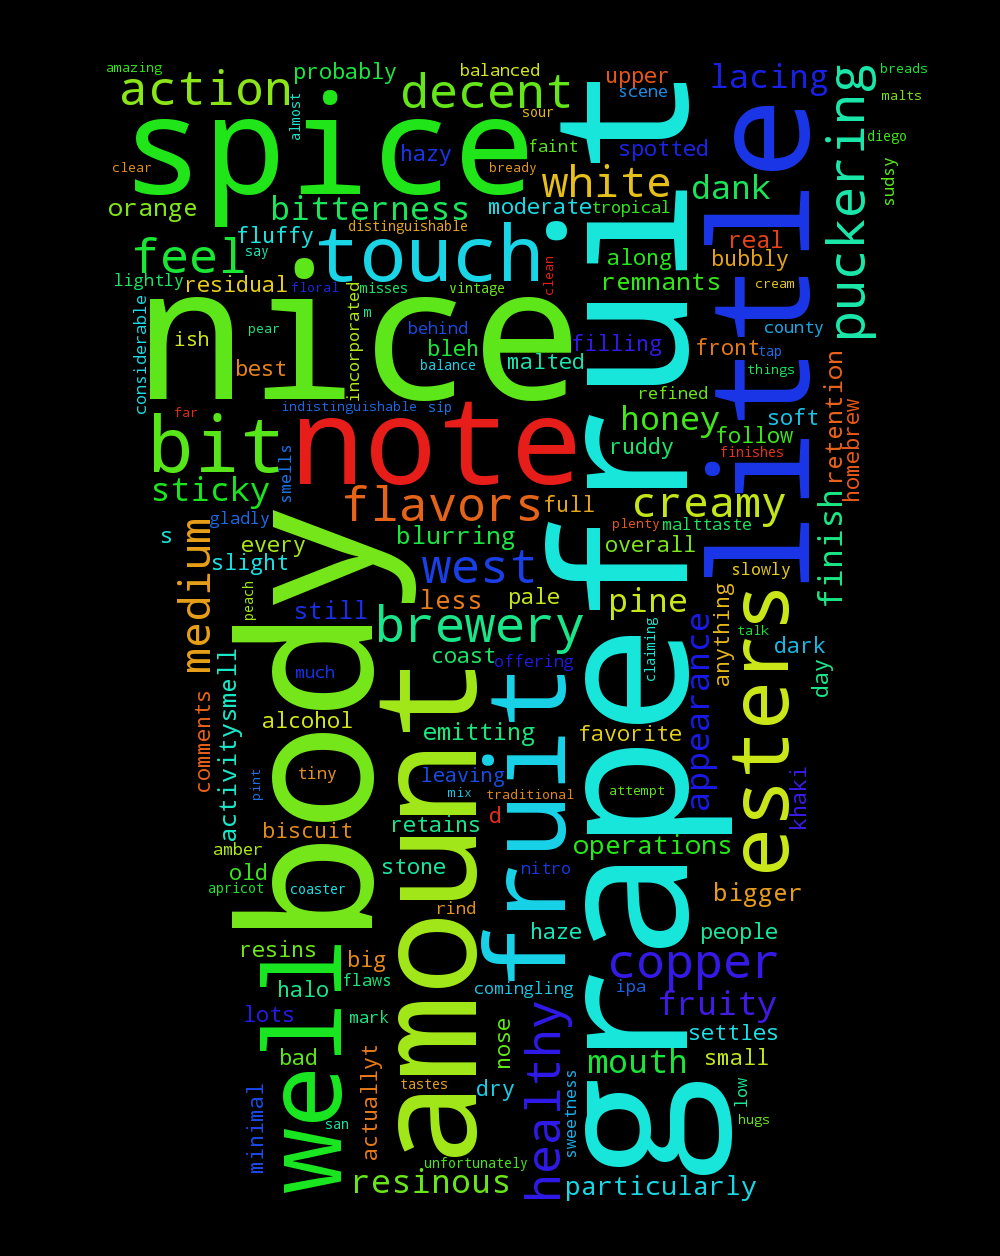 amazing
probably
balanced
upper
lacing
breads
action
decent
scene
malts
almost
sour
spice
hazy
faint
spotted
puckering
diego
clear
bready
white
dank
sudsy
orange
bitterness
moderate
tropical
little
distinguishable
fluffy
touch
real
feel
say
along
bubbly
clean
lightly
residual
floral
misses
vintage
remnants
cream
nice
considerable
incorporated
m
grapefruit
pear
behind
county
ish
bleh
filling
front
tap
best
balance
malted
things
refined
retention
far
indistinguishable
sip
honey
soft
homebrew
bit
note
ruddy
follow
smells
finishes
sticky
flavors
full
creamy
finish
gladly
plenty
malttaste
s
every
blurring
overall
medium
slight
west
slowly
body
peach
less
pale
pine
esters
still
brewery
anything
talk
claiming
dark
coast
offering
appearance
day
much
activitysmell
comments
amount
fruit
alcohol
emitting
favorite
tiny
leaving
khaki
pint
mix
traditional
attempt
biscuit
retains
d
amber
operations
old
stone
nitro
apricot
coaster
bigger
rind
haze
people
resins
well
big
copper
halo
flaws
comingling
ipa
lots
mark
healthy
fruity
nose
settles
bad
actuallyt
mouth
small
minimal
tastes
dry
sweetness
low
san
hugs
unfortunately
resinous
particularly